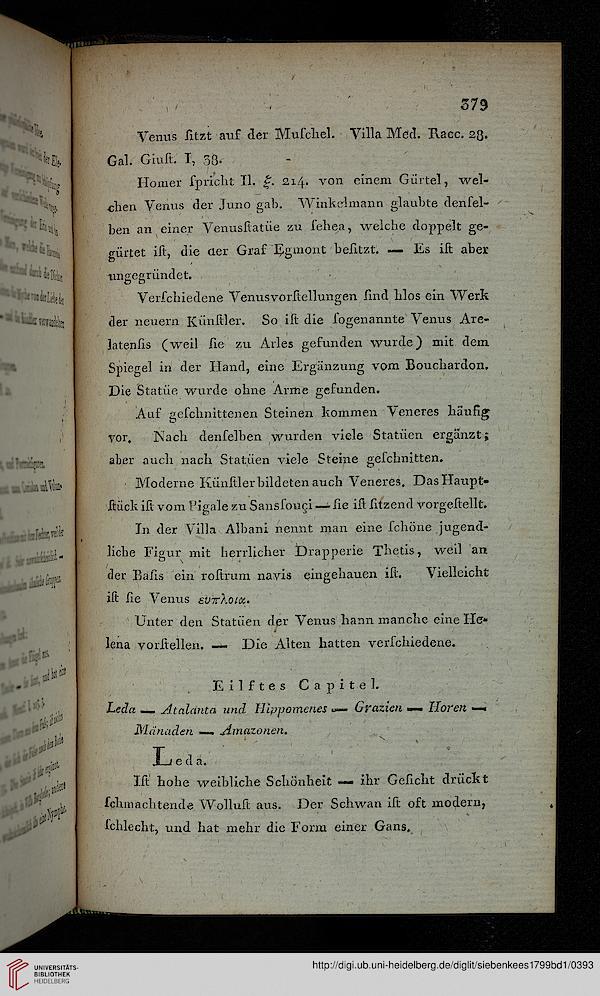 379
Venus ſitzt auf der Muſchel. Villa Med. Racc. 28.
Gal. Giuſt. I, 38.
Homer ſpricht Il. ξ. 214. von einem Gürtel, wel-
chen Venus der Juno gab. Winkelmann glaubte denſel-
ben an einer Venusſtatüe zu ſehen, welche doppelt ge-
gürtet iſt, die der Graf Egmont beſitzt. — Es iſt aber
ungegründet.
Verſchiedene Venusvorſtellungen ſind blos ein Werk
der neuern Künſtler. So iſt die ſogenannte Venus Are-
latenſis (weil ſie zu Arles gefunden wurde) mit dem
Spiegel in der Hand, eine Ergänzung vom Bouchardon.
Die Statüe wurde ohne Arme gefunden.
Auf geſchnittenen Steinen kommen Veneres häufig
vor. Nach denſelben wurden viele Statüen ergänzt;
aber auch nach Statüen viele Steine geſchnitten.
Moderne Künſtler bildeten auch Veneres. Das Haupt-
ſtück iſt vom Pigale zu Sansſouçi — ſie iſt ſitzend vorgeſtellt.
In der Villa Albani nennt man eine ſchöne jugend-
liche Figur mit herrlicher Drapperie Thetis, weil an
der Baſis ein roſtrum navis eingehauen iſt. Vielleicht
iſt ſie Venus ευπλοια.
Unter den Statüen der Venus kann manche eine He-
lena vorſtellen. — Die Alten hatten verſchiedene.
Eilftes Capitel.
Leda — Atalanta und Hippomenes — Grazien — Horen —
Mänaden — Amazonen.
Leda.
Iſt hohe weibliche Schönheit — ihr Geſicht drückt
ſchmachtende Wolluſt aus. Der Schwan iſt oft modern,
ſchlecht, und hat mehr die Form einer Gans.
UNIVERSITÄTS-
BIBLIOTHEK
HEIDELBERG
http://digi.ub.uni-heidelberg.de/diglit/siebenkees1799bd1/0393